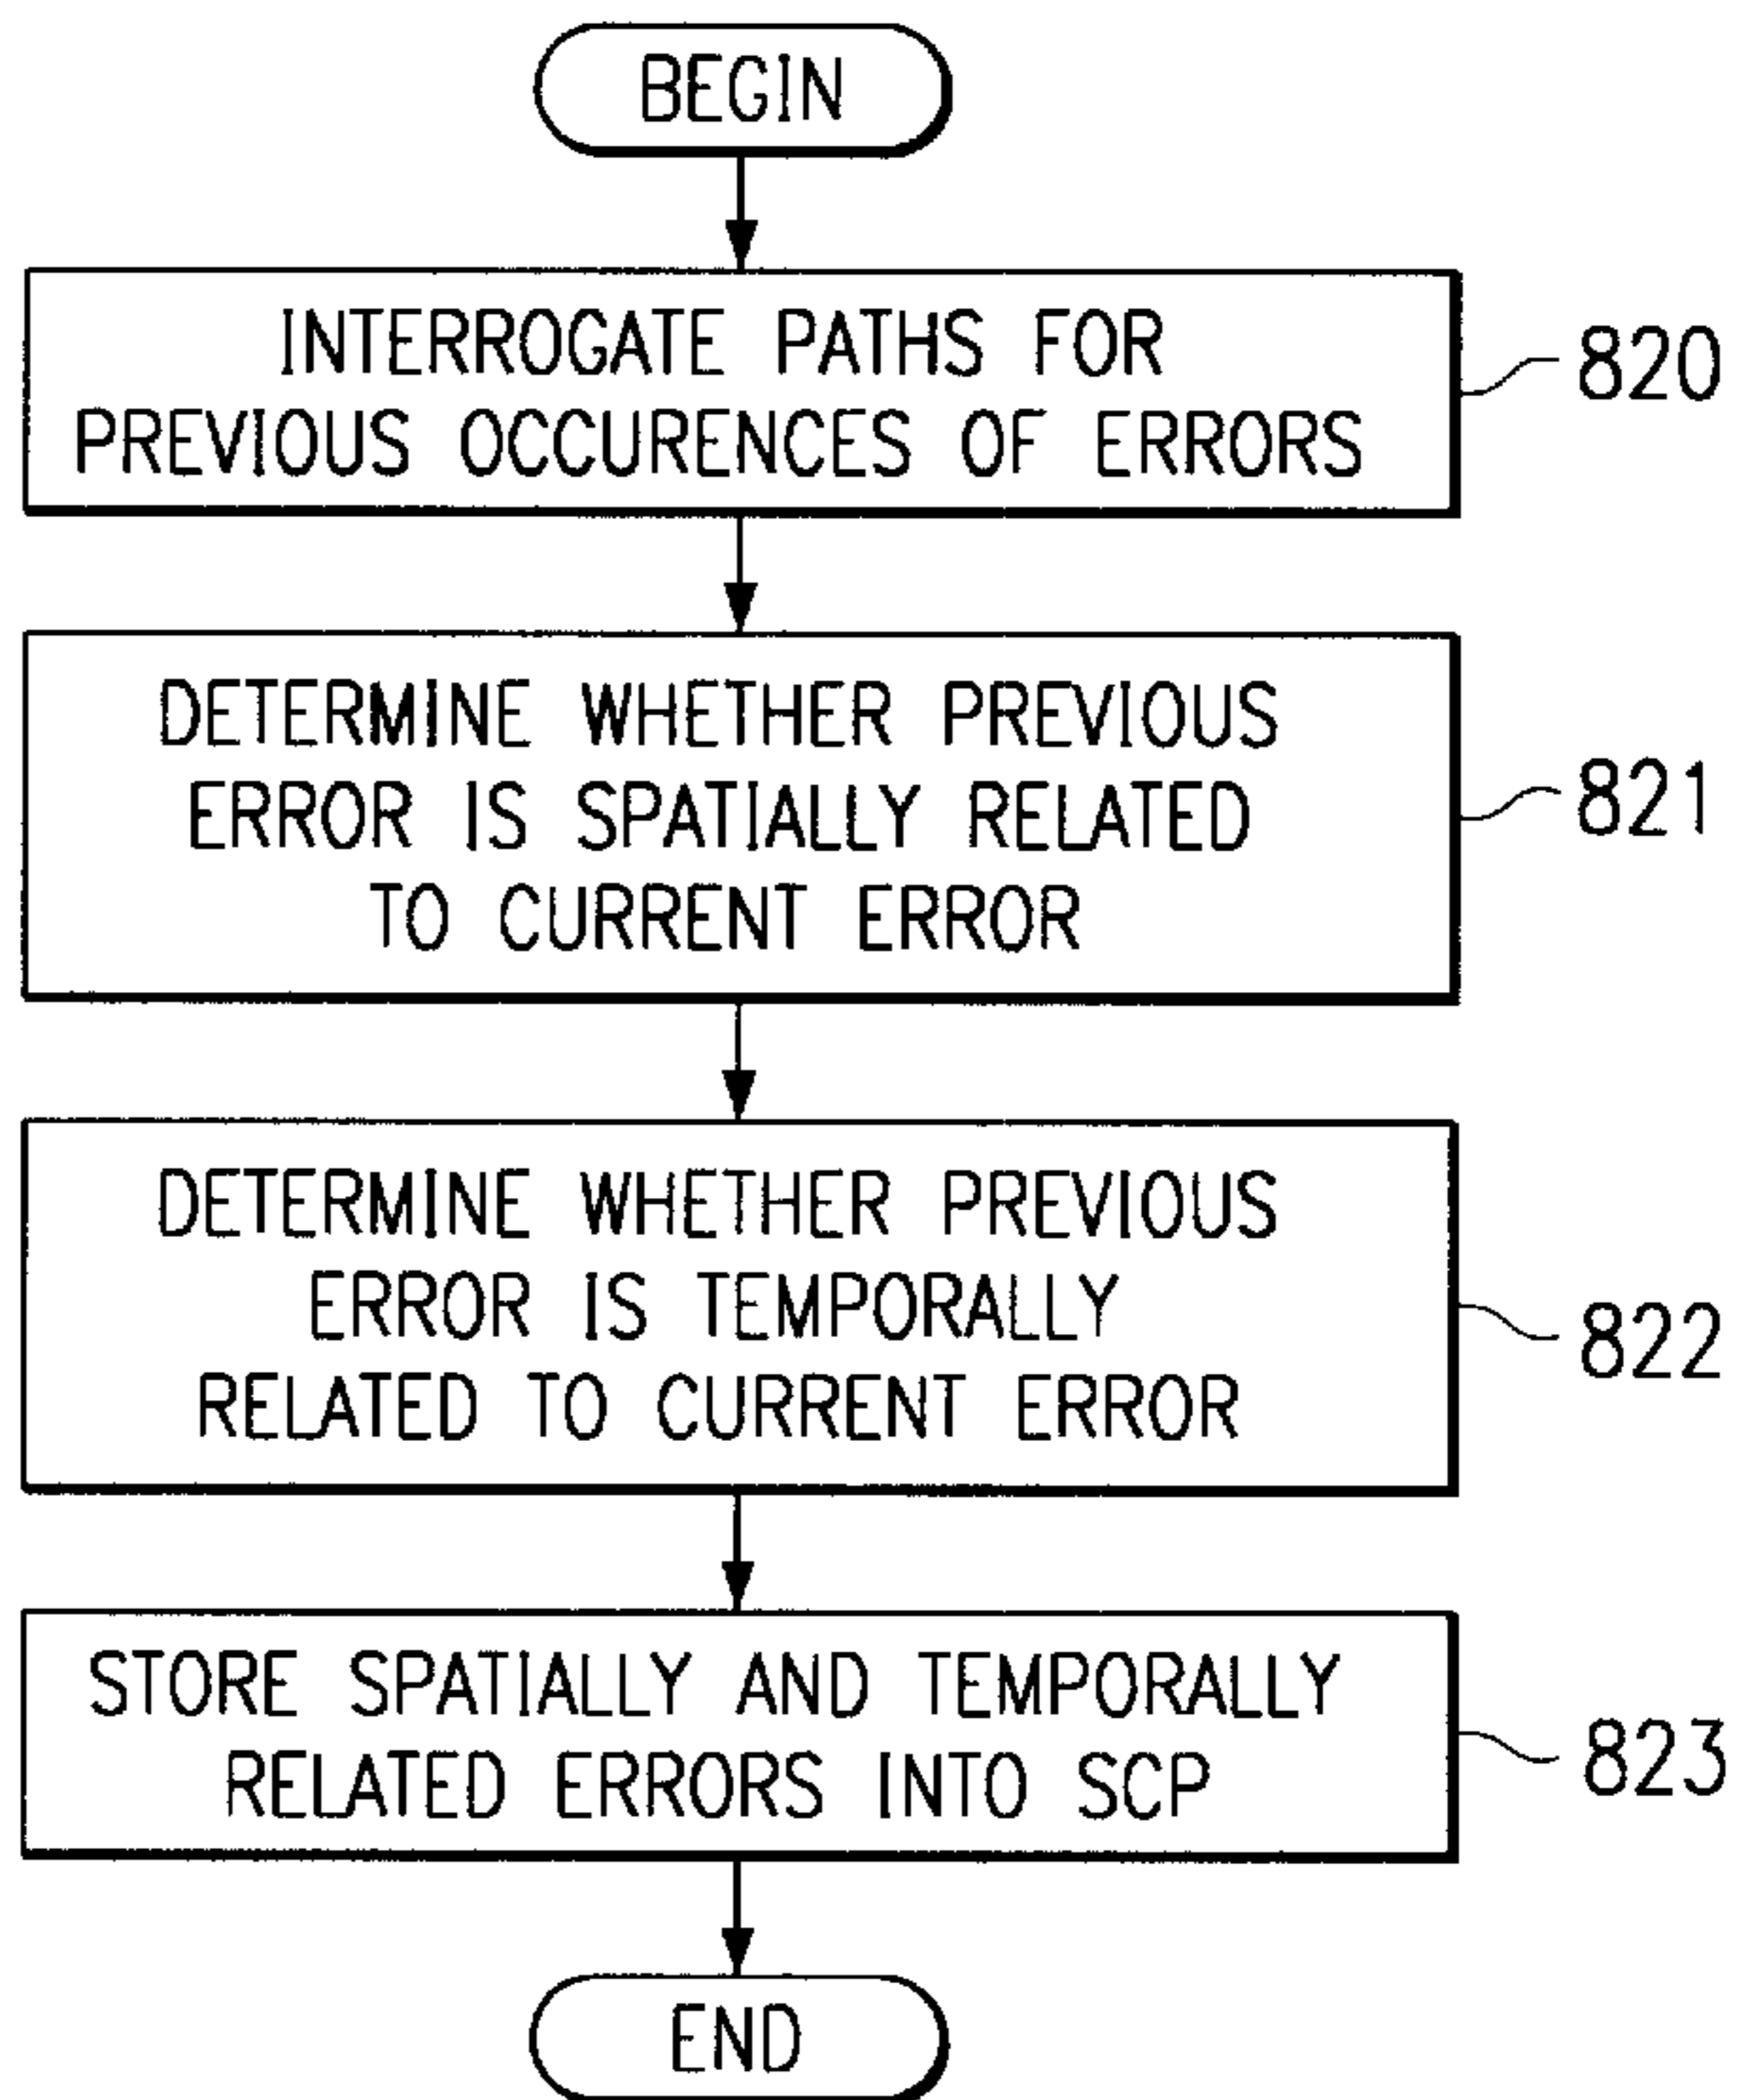 BEGIN
INTERROGATE PATHS FOR
PREVIOUS OCCURENCES OF ERRORS
820
DETERMINE WHETHER PREVIOUS
ERROR IS SPATIALLY RELATED
TO CURRENT ERROR
821
DETERMINE WHETHER PREVIOUS
ERROR IS TEMPORALLY
RELATED TO CURRENT ERROR
822
STORE SPATIALLY AND TEMPORALLY
RELATED ERRORS INTO SCP
823
END